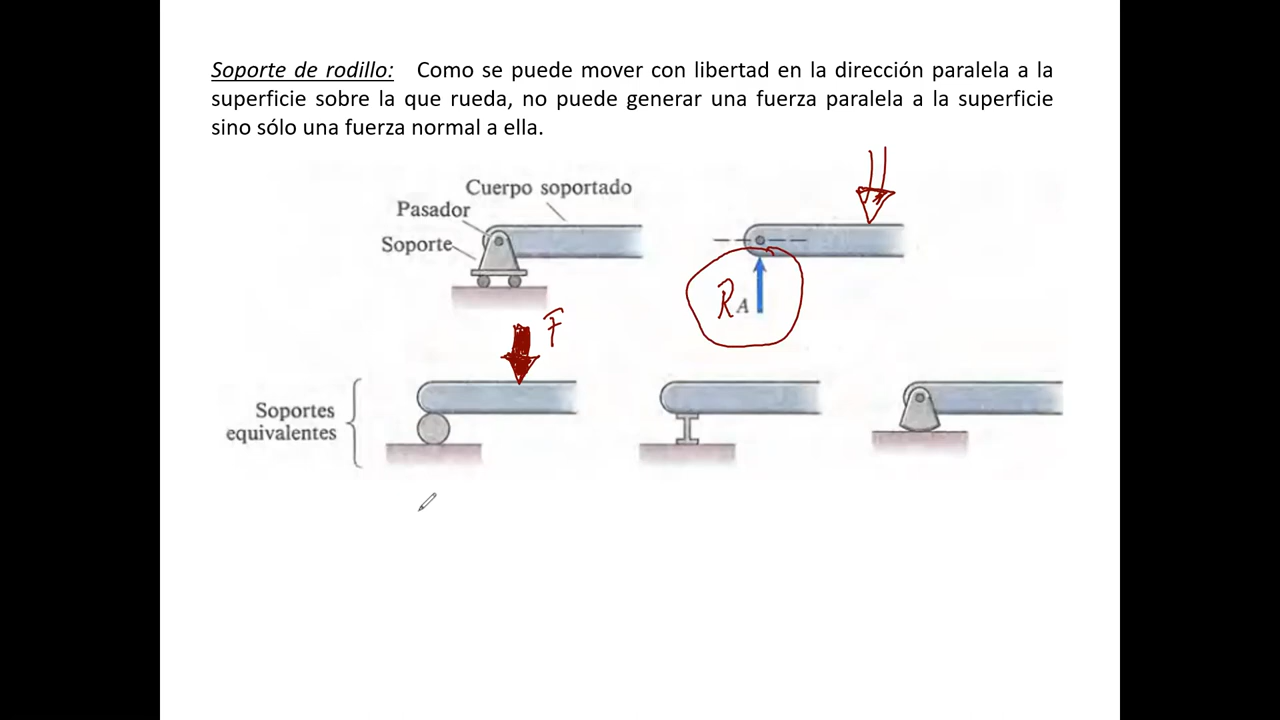 Soporte de rodillo: Como se puede mover con libertad en la dirección paralela a la
superficie sobre la que rueda, no puede generar una fuerza paralela a la superficie
sino sólo una fuerza normal a ella.
Cuerpo soportado
Pasador
Soporte
R A
F
Soportes
equivalentes